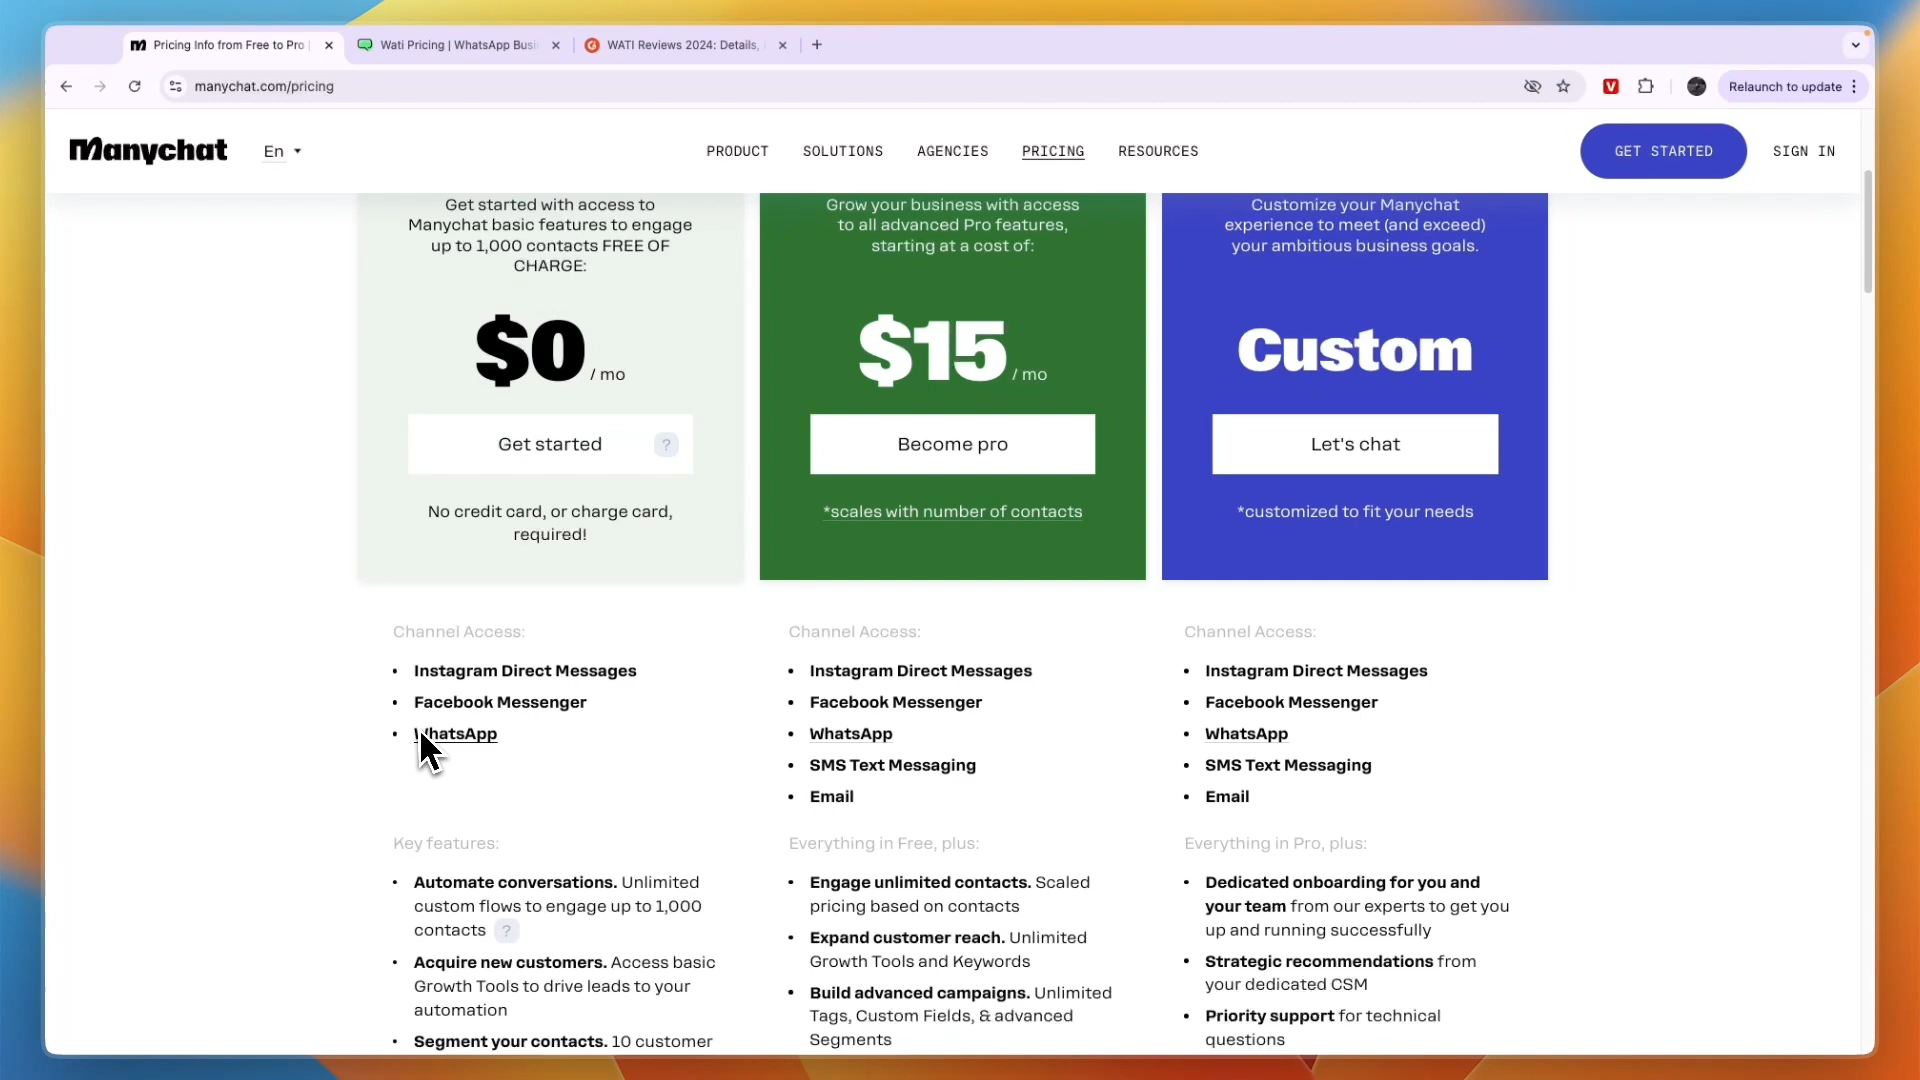 Pricing Info from Free to Pro
Wati Pricing | WhatsApp Busi
WATI Reviews 2024: Details,
manychat.com/pricing
Relaunch to update
Manychat
En
PRODUCT
SOLUTIONS
AGENCIES
PRICING
RESOURCES
GET STARTED
SIGN IN
Get started with access to
Manychat basic features to engage
up to 1,000 contacts FREE OF
CHARGE:
$0 / mo
Get started ?
No credit card, or charge card,
required!
Grow your business with access
to all advanced Pro features,
starting at a cost of:
$15 / mo
Become pro
*scales with number of contacts
Customize your Manychat
experience to meet (and exceed)
your ambitious business goals.
Custom
Let's chat
*customized to fit your needs
Channel Access:
• Instagram Direct Messages
• Facebook Messenger
• WhatsApp
Key features:
• Automate conversations. Unlimited
custom flows to engage up to 1,000
contacts ?
• Acquire new customers. Access basic
Growth Tools to drive leads to your
automation
• Segment your contacts. 10 customer
Channel Access:
• Instagram Direct Messages
• Facebook Messenger
• WhatsApp
• SMS Text Messaging
• Email
Everything in Free, plus:
• Engage unlimited contacts. Scaled
pricing based on contacts
• Expand customer reach. Unlimited
Growth Tools and Keywords
• Build advanced campaigns. Unlimited
Tags, Custom Fields, & advanced
Segments
Channel Access:
• Instagram Direct Messages
• Facebook Messenger
• WhatsApp
• SMS Text Messaging
• Email
Everything in Pro, plus:
• Dedicated onboarding for you and
your team from our experts to get you
up and running successfully
• Strategic recommendations from
your dedicated CSM
• Priority support for technical
questions